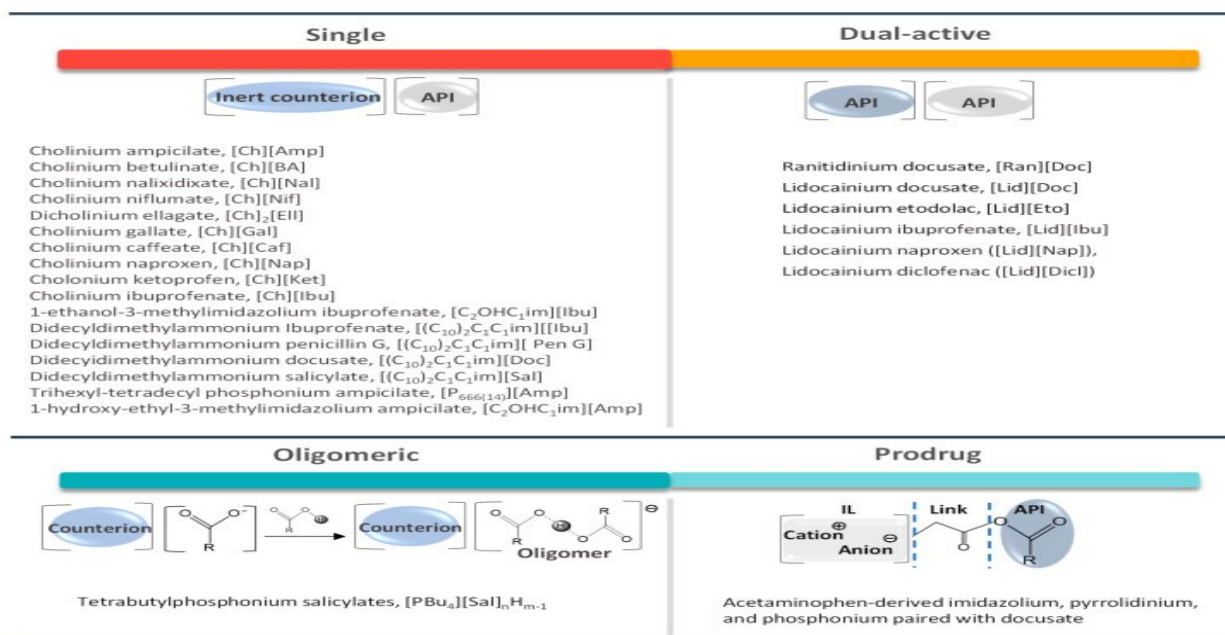 Single
Inert counterion API
Cholinium ampicilate, [Ch][Amp]
Cholinium betulinate, [Ch][BA]
Cholinium nalixidixate, [Ch][Nal]
Cholinium niflumate, [Ch][Nif]
Dicholinium ellagate, [Ch]₂[Ell]
Cholinium gallate, [Ch][Gal]
Cholinium caffeate, [Ch][Caf]
Cholinium naproxen, [Ch][Nap]
Cholonium ketoprofen, [Ch][Ket]
Cholinium ibuprofenate, [Ch][Ibu]
1-ethanol-3-methylimidazolium ibuprofenate, [C₂OHC₁im][Ibu]
Didecyldimethylammonium Ibuprofenate, [(C₁₀)₂C₁C₁im][[Ibu]
Didecyldimethylammonium penicillin G, [(C₁₀)₂C₁C₁im][ Pen G]
Didecyidimethylammonium docusate, [(C₁₀)₂C₁C₁im][Doc]
Didecyldimethylammonium salicylate, [(C₁₀)₂C₁C₁im][Sal]
Trihexyl-tetradecyl phosphonium ampicilate, [P₆₆₆₍₁₄₎][Amp]
1-hydroxy-ethyl-3-methylimidazolium ampicilate, [C₂OHC₁im][Amp]
Dual-active
API API
Ranitidinium docusate, [Ran][Doc]
Lidocainium docusate, [Lid][Doc]
Lidocainium etodolac, [Lid][Eto]
Lidocainium ibuprofenate, [Lid][Ibu]
Lidocainium naproxen ([Lid][Nap]),
Lidocainium diclofenac ([Lid][Dicl])
Oligomeric
Counterion O O⁻ R O O H R Counterion O O H O O R R ⊖
Oligomer
Tetrabutylphosphonium salicylates, [PBu₄][Sal]ₙHₘ₋₁
Prodrug
IL Link API
Cation ⊕ Anion ⊖ O O O R
Acetaminophen-derived imidazolium, pyrrolidinium,
and phosphonium paired with docusate